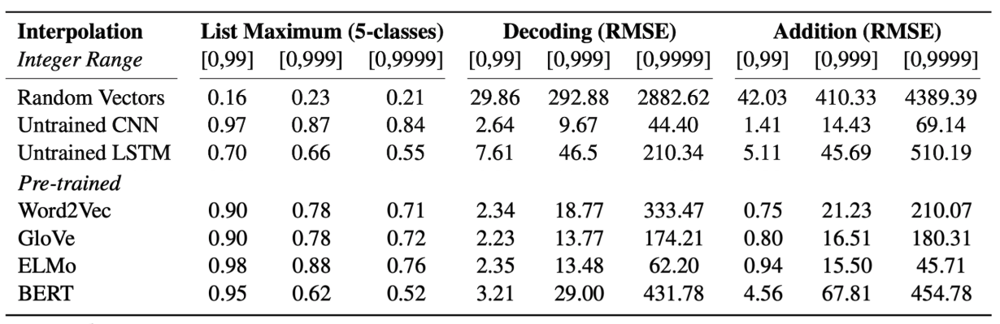 Interpolation List Maximum (5-classes) Decoding (RMSE) Addition (RMSE)
Integer Range [0,99] [0,999] [0,9999] [0,99] [0,999] [0,9999] [0,99] [0,999] [0,9999]
Random Vectors 0.16 0.23 0.21 29.86 292.88 2882.62 42.03 410.33 4389.39
Untrained CNN 0.97 0.87 0.84 2.64 9.67 44.40 1.41 14.43 69.14
Untrained LSTM 0.70 0.66 0.55 7.61 46.5 210.34 5.11 45.69 510.19
Pre-trained
Word2Vec 0.90 0.78 0.71 2.34 18.77 333.47 0.75 21.23 210.07
GloVe 0.90 0.78 0.72 2.23 13.77 174.21 0.80 16.51 180.31
ELMo 0.98 0.88 0.76 2.35 13.48 62.20 0.94 15.50 45.71
BERT 0.95 0.62 0.52 3.21 29.00 431.78 4.56 67.81 454.78